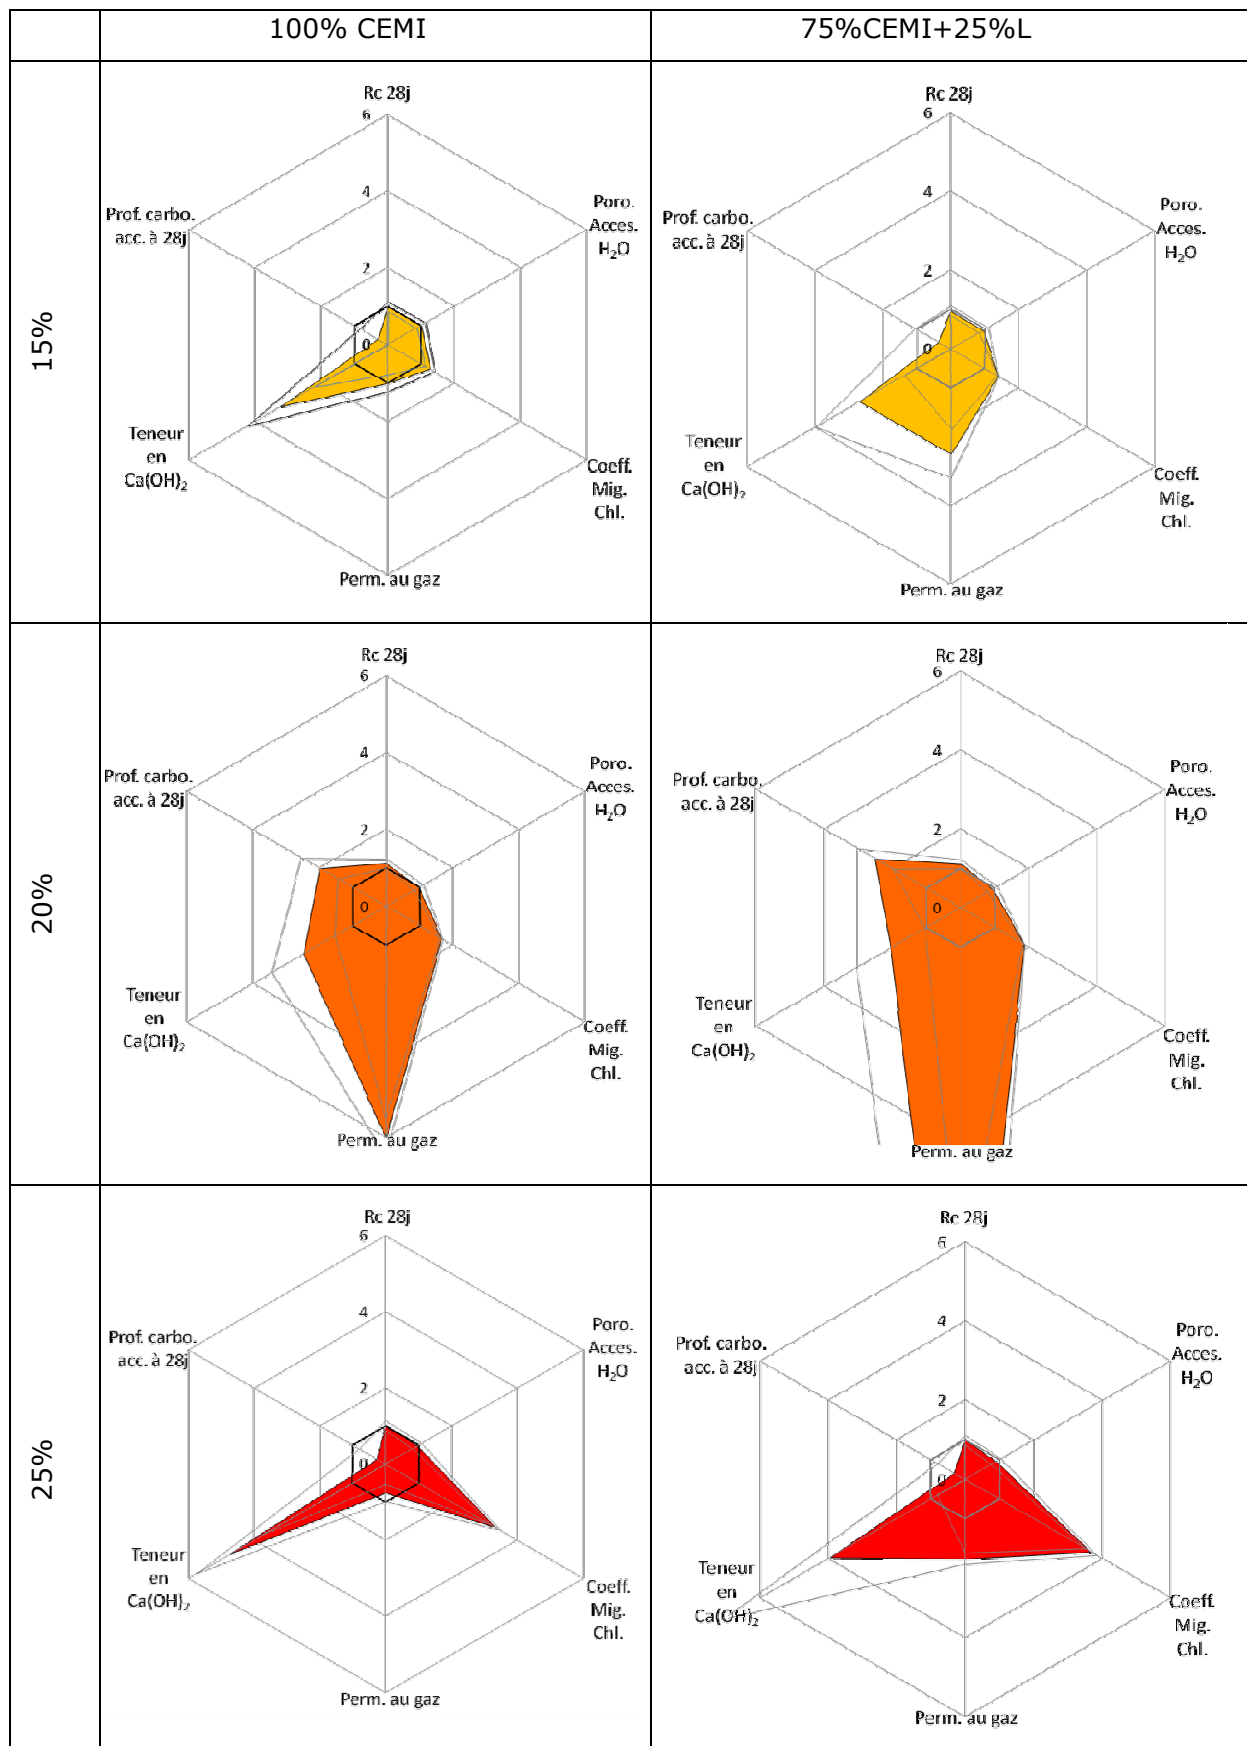 100% CEMI
75%CEMI+25%L
15%
Rc 28j
6
4
2
0
Poro.
Acces.
H₂O
Coeff.
Mig.
Chl.
Perm. au gaz
Teneur
en
Ca(OH)₂
Prof. carbo.
acc. à 28j
Rc 28j
6
4
2
0
Poro.
Acces.
H₂O
Coeff.
Mig.
Chl.
Perm. au gaz
Teneur
en
Ca(OH)₂
Prof. carbo.
acc. à 28j
20%
Rc 28j
6
4
2
0
Poro.
Acces.
H₂O
Coeff.
Mig.
Chl.
Perm. au gaz
Teneur
en
Ca(OH)₂
Prof. carbo.
acc. à 28j
Rc 28j
6
4
2
0
Poro.
Acces.
H₂O
Coeff.
Mig.
Chl.
Perm. au gaz
Teneur
en
Ca(OH)₂
Prof. carbo.
acc. à 28j
25%
Rc 28j
6
4
2
0
Poro.
Acces.
H₂O
Coeff.
Mig.
Chl.
Perm. au gaz
Teneur
en
Ca(OH)₂
Prof. carbo.
acc. à 28j
Rc 28j
6
4
2
0
Poro.
Acces.
H₂O
Coeff.
Mig.
Chl.
Perm. au gaz
Teneur
en
Ca(OH)₂
Prof. carbo.
acc. à 28j